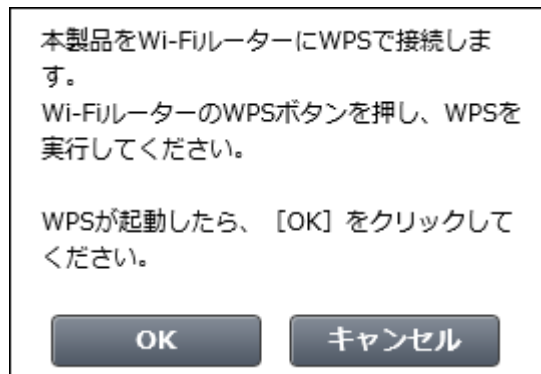 本製品をWi-FiルーターにWPSで接続しま
す。
Wi-FiルーターのWPSボタンを押し、WPSを
実行してください。
WPSが起動したら、［OK］をクリックして
ください。
OK
キャンセル